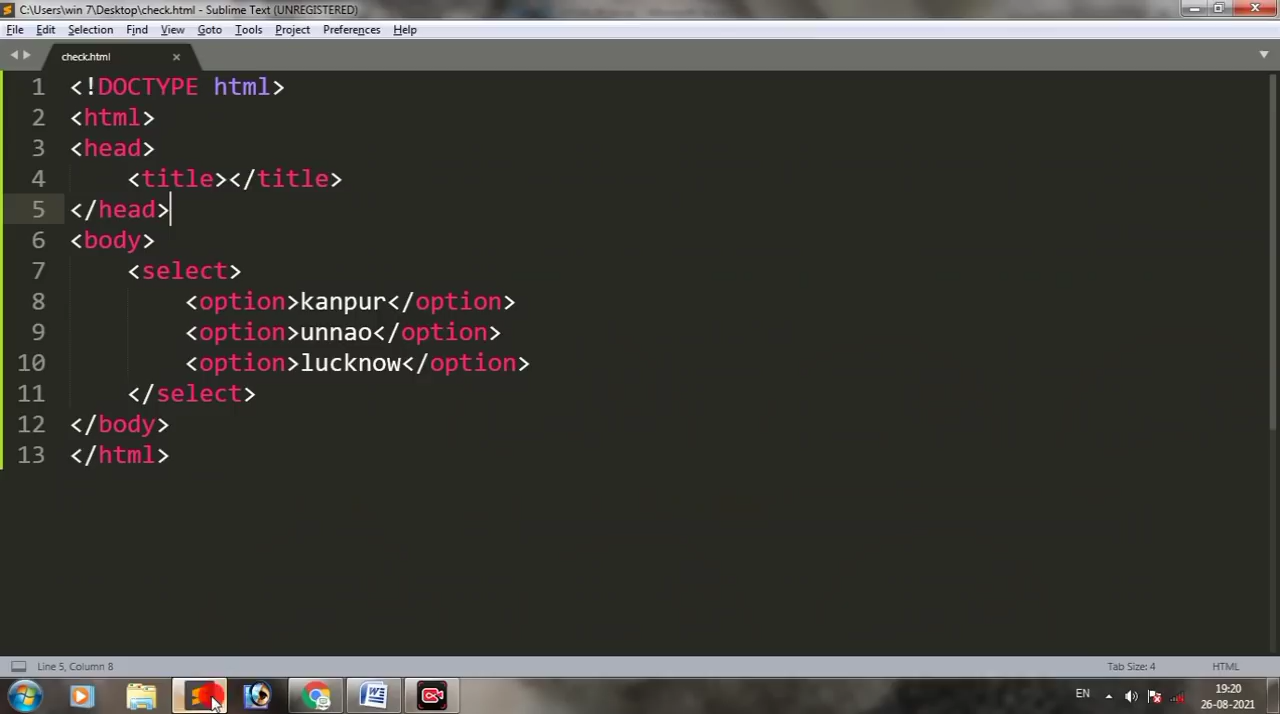 C:\Users\win 7\Desktop\check.html - Sublime Text (UNREGISTERED)
File Edit Selection Find View Goto Tools Project Preferences Help
check.html
1 <!DOCTYPE html>
2 <html>
3 <head>
4 <title></title>
5 </head>
6 <body>
7 <select>
8 <option>kanpur</option>
9 <option>unnao</option>
10 <option>lucknow</option>
11 </select>
12 </body>
13 </html>
Line 5, Column 8 Tab Size: 4 HTML
EN 19:20
26-08-2021